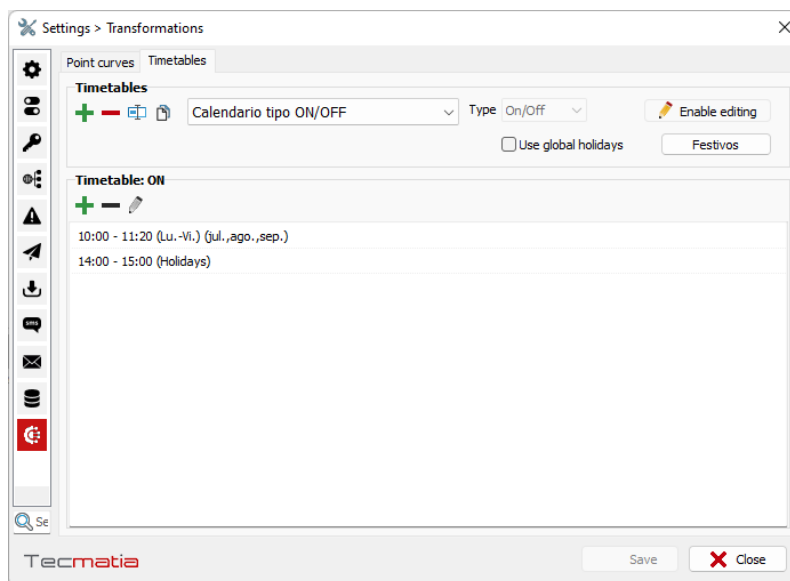 Settings > Transformations
Point curves Timetables
Timetables
Calendario tipo ON/OFF Type On/Off Enable editing
Use global holidays Festivos
Timetable: ON
10:00 - 11:20 (Lu.-Vi.) (jul.,ago.,sep.)
14:00 - 15:00 (Holidays)
sms
Se
Tecmatia Save Close